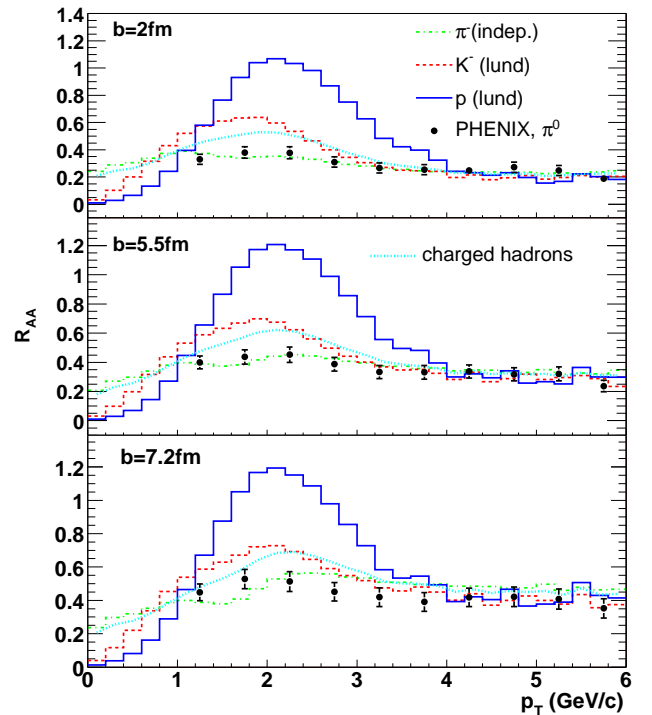 1.4
b=2fm
π⁻(indep.)
1.2
K⁻ (lund)
1
p (lund)
0.8
PHENIX, π⁰
0.6
0.4
0.2
0
b=5.5fm
1.2
charged hadrons
1
0.8
R_AA
0.6
0.4
0.2
0
b=7.2fm
1.2
1
0.8
0.6
0.4
0.2
0
0 1 2 3 4 5 6
p_T (GeV/c)